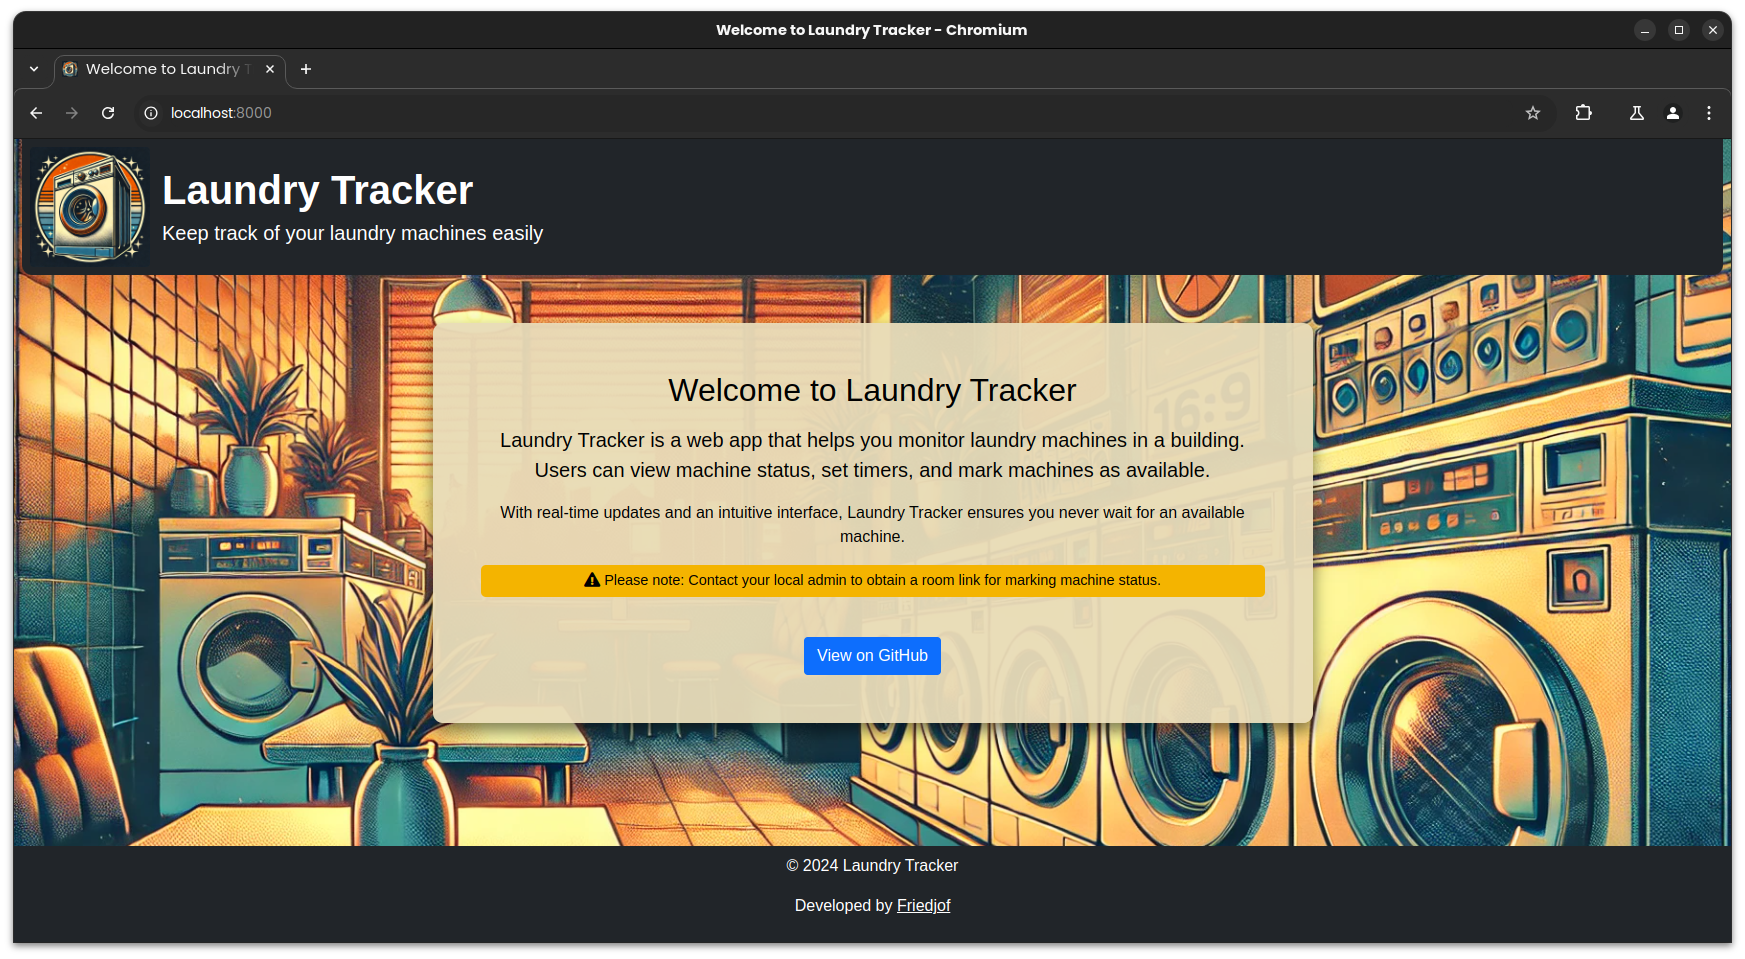 Welcome to Laundry Tracker - Chromium
Welcome to Laundry T
localhost:8000
Laundry Tracker
Keep track of your laundry machines easily
Welcome to Laundry Tracker
Laundry Tracker is a web app that helps you monitor laundry machines in a building.
Users can view machine status, set timers, and mark machines as available.
With real-time updates and an intuitive interface, Laundry Tracker ensures you never wait for an available
machine.
Please note: Contact your local admin to obtain a room link for marking machine status.
View on GitHub
16:9
© 2024 Laundry Tracker
Developed by Friedjof